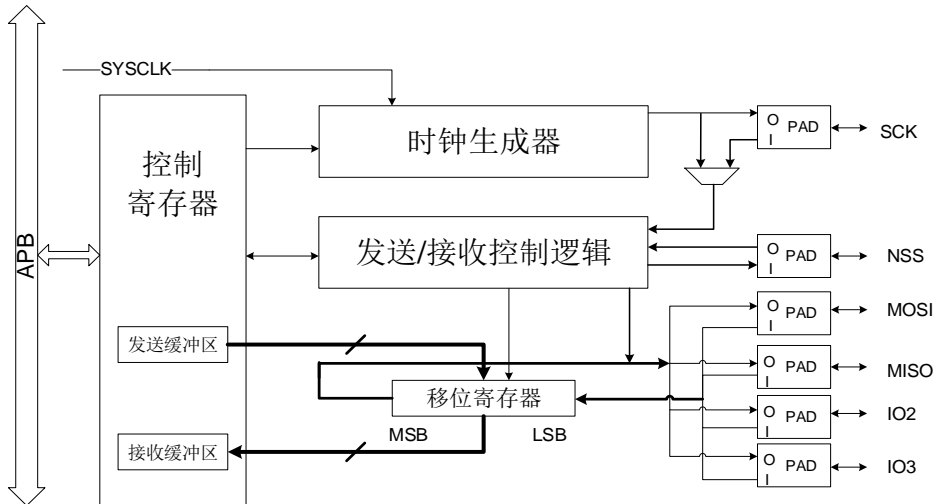 SYSCLK
APB
控制
寄存器
时钟生成器
O
I
PAD
SCK
发送/接收控制逻辑
O
I
PAD
NSS
O
I
PAD
MOSI
发送缓冲区
O
I
PAD
MISO
移位寄存器
MSB
LSB
O
I
PAD
IO2
接收缓冲区
O
I
PAD
IO3